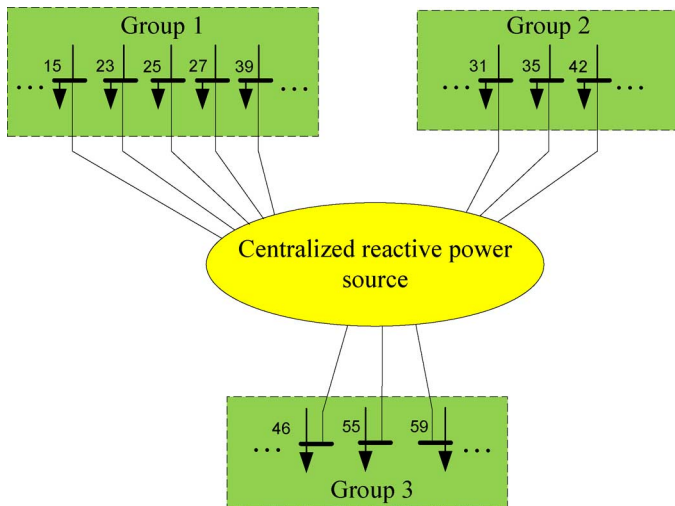 Group 1
15 23 25 27 39
... ...
Group 2
31 35 42
... ...
Centralized reactive power
source
46 55 59
... ...
Group 3